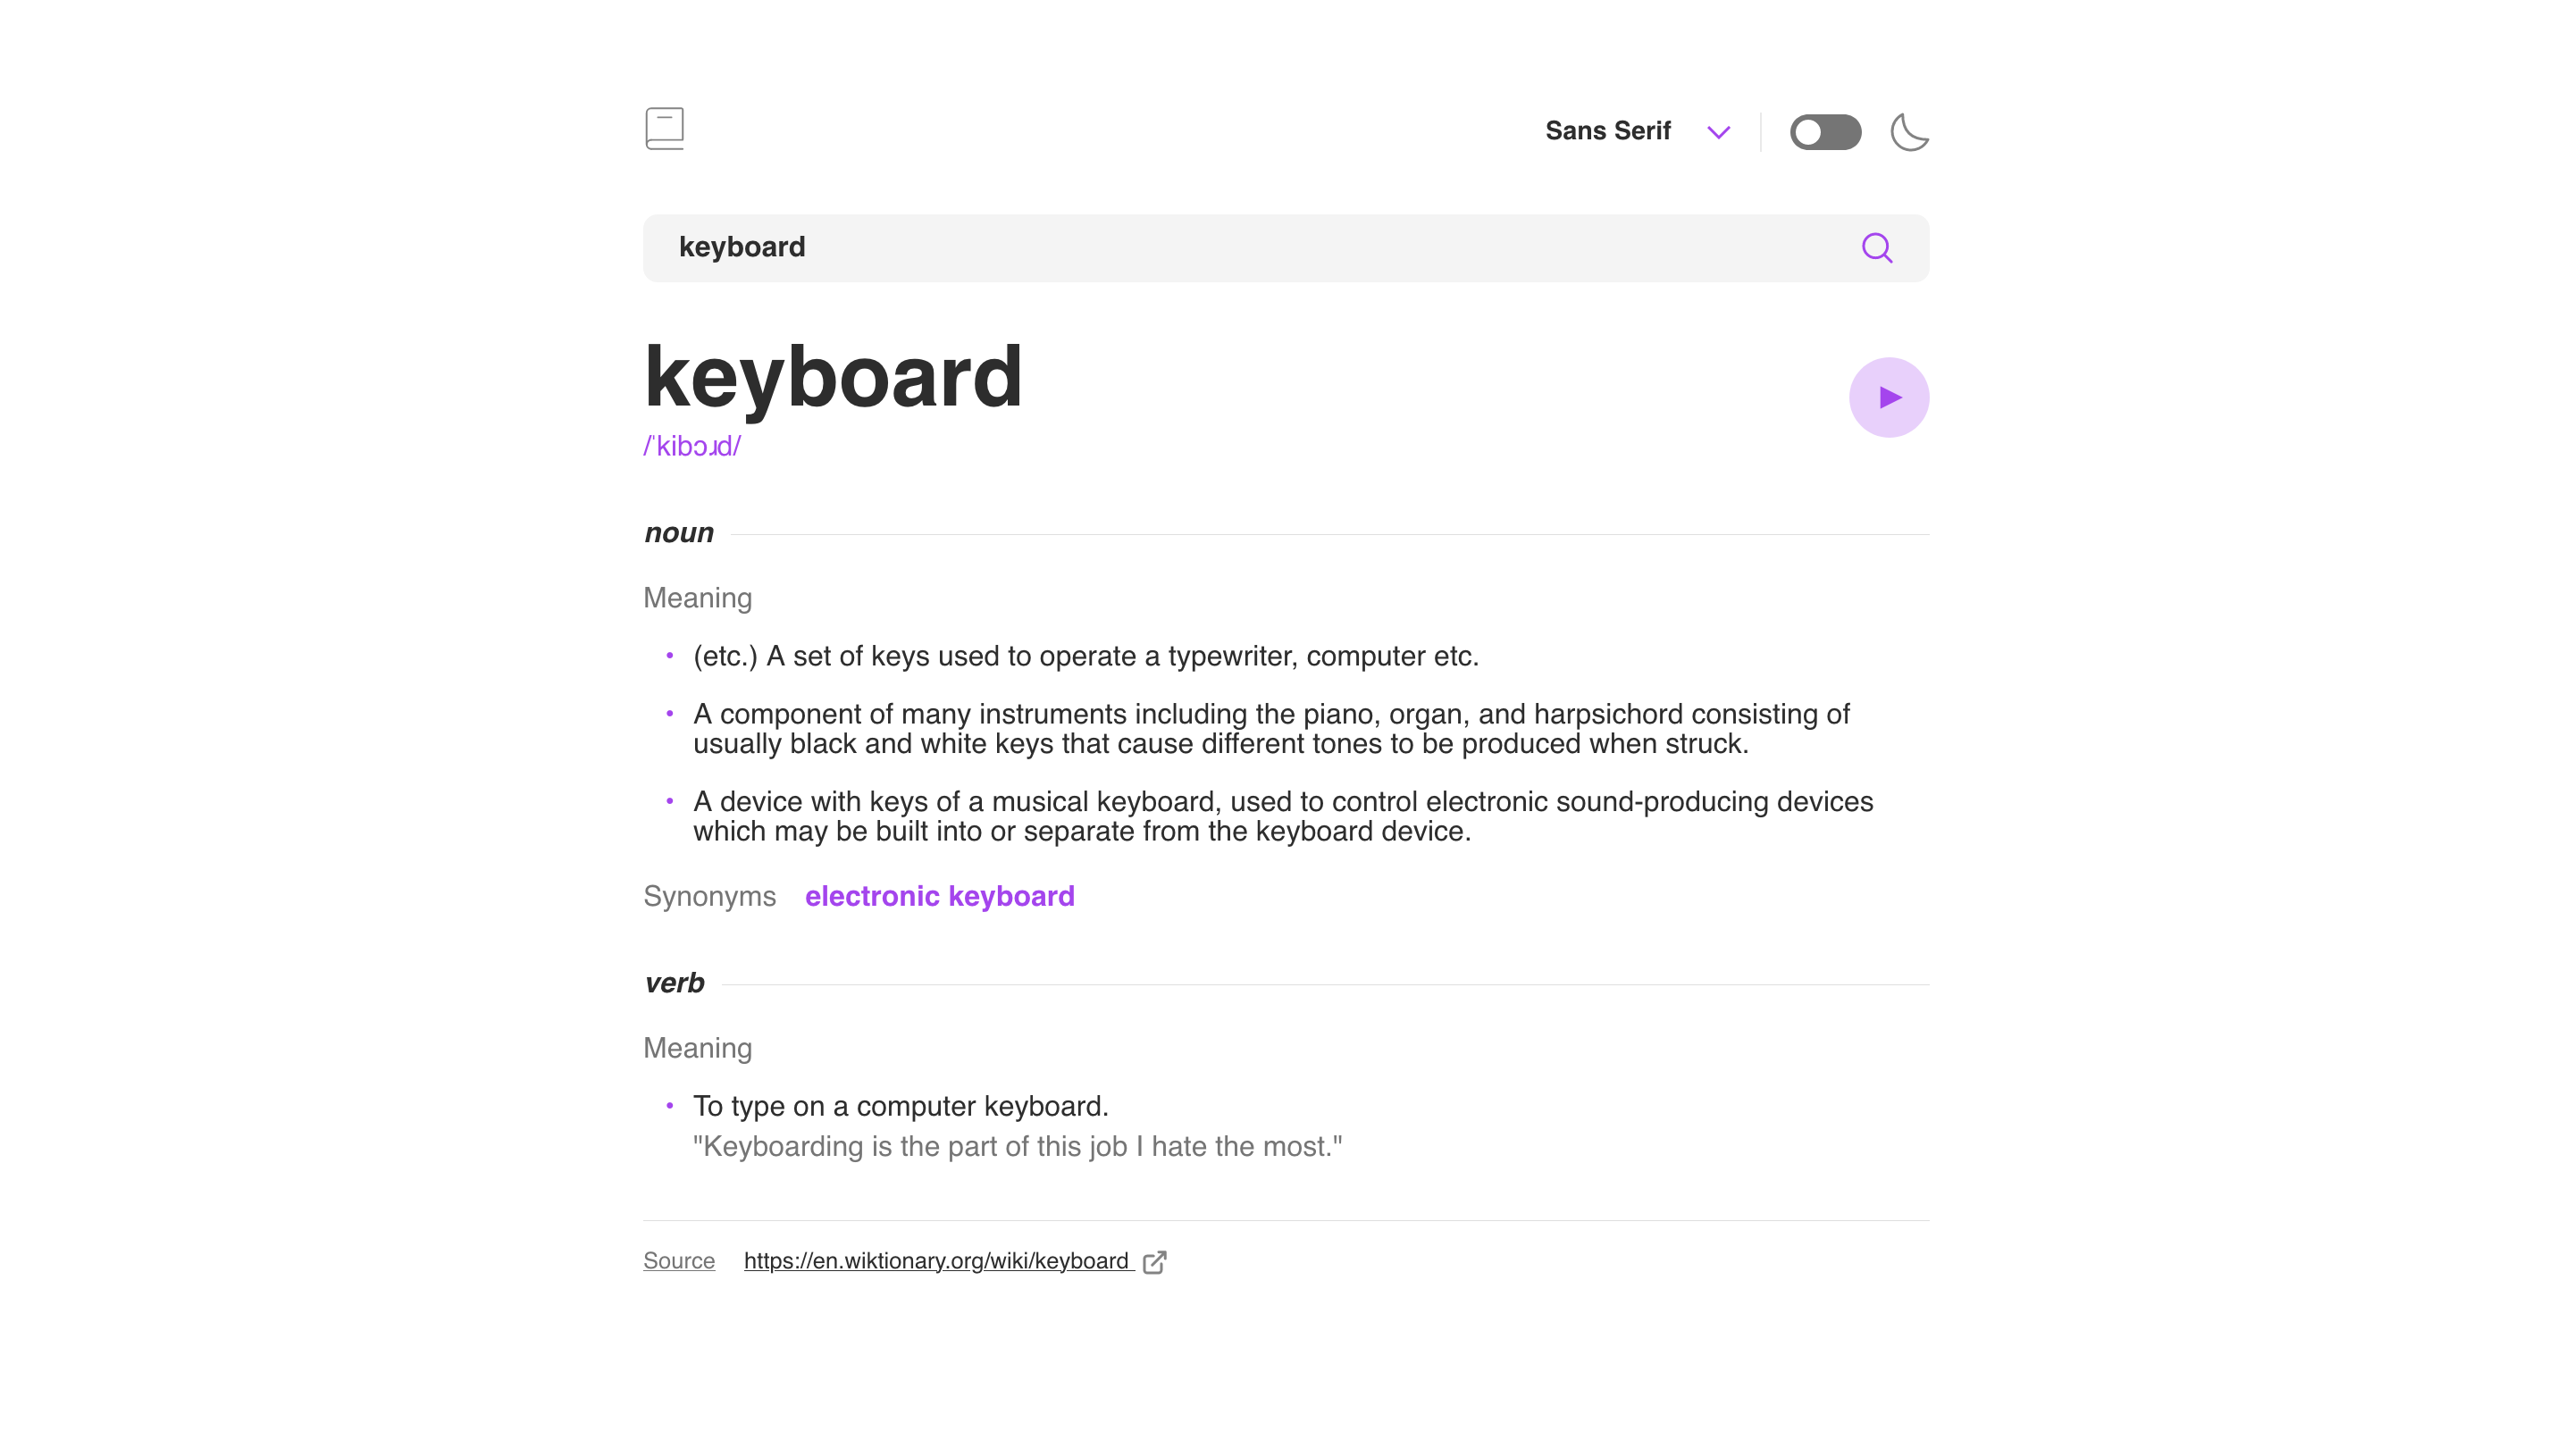 Sans Serif
keyboard
keyboard
/ˈkibɔɹd/
noun
Meaning
• (etc.) A set of keys used to operate a typewriter, computer etc.
• A component of many instruments including the piano, organ, and harpsichord consisting of
usually black and white keys that cause different tones to be produced when struck.
• A device with keys of a musical keyboard, used to control electronic sound-producing devices
which may be built into or separate from the keyboard device.
Synonyms electronic keyboard
verb
Meaning
• To type on a computer keyboard.
"Keyboarding is the part of this job I hate the most."
Source https://en.wiktionary.org/wiki/keyboard